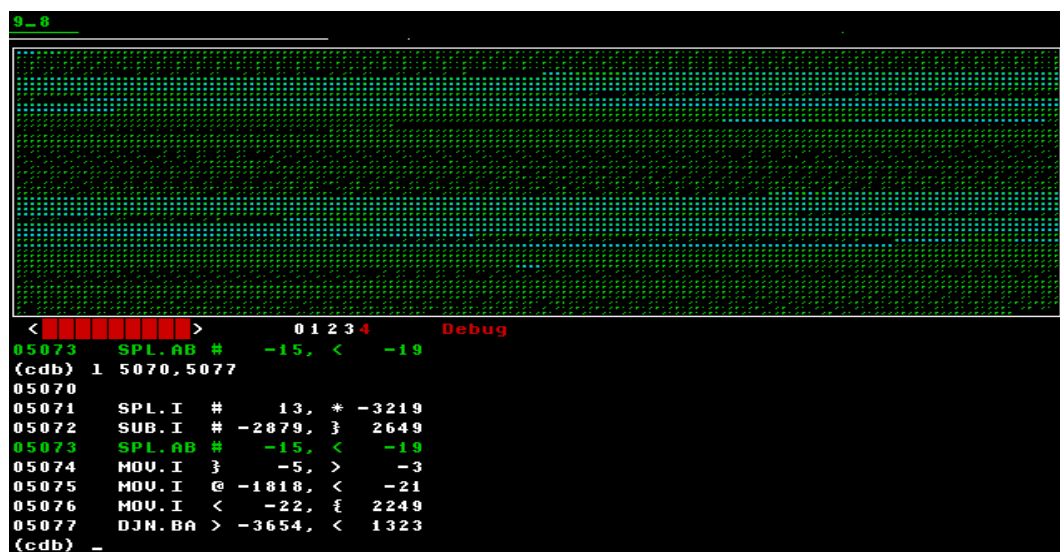 9_8
< > 0 1 2 3 4 Debug
05073 SPL.AB # -15, < -19
(cdb) l 5070,5077
05070
05071 SPL.I # 13, * -3219
05072 SUB.I # -2879, } 2649
05073 SPL.AB # -15, < -19
05074 MOV.I } -5, > -3
05075 MOV.I @ -1818, < -21
05076 MOV.I < -22, { 2249
05077 DJN.BA > -3654, < 1323
(cdb) _